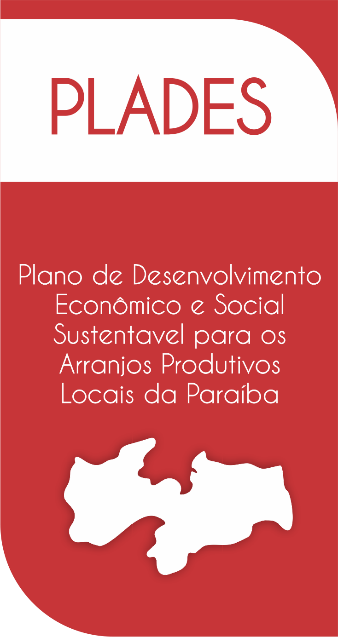 PLADES
Plano de Desenvolvimento
Econômico e Social
Sustentavel para os
Arranjos Produtivos
Locais da Paraíba